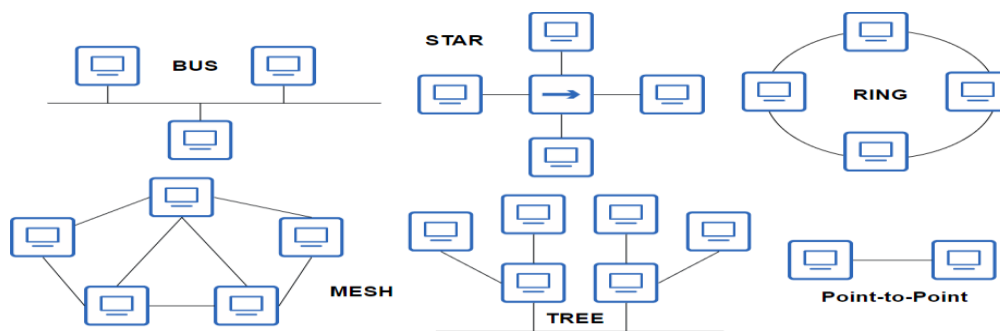 BUS
STAR
RING
MESH
TREE
Point-to-Point